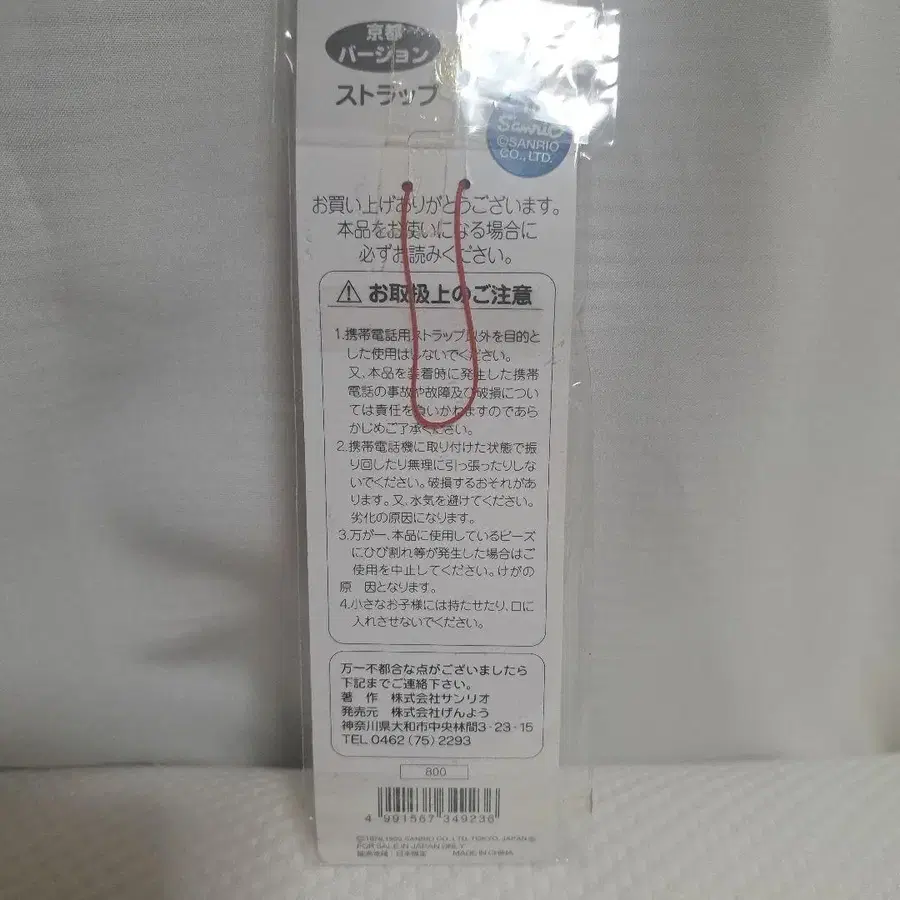 京都
バージョン
ストラップ
Sanrio
©SANRIO
CO.,LTD.
お買い上げありがとうございます。
本品をお使いになる場合に
必ずお読みください。
お取扱上のご注意
1.携帯電話用ストラップ以外を目的と
した使用はしないでください。
又、本品を装着時に発生した携帯
電話の事故や故障及び破損につい
ては責任を負いかねますのであら
かじめご了承ください。
2.携帯電話機に取り付けた状態で振
り回したり無理に引っ張ったりしな
いでください。破損するおそれがあ
ります。又、水気を避けてください。
劣化の原因になります。
3.万が一、本品に使用しているビーズ
にひび割れ等が発生した場合はご
使用を中止してください。けがの
原 因となります。
4.小さなお子様には持たせたり、口に
入れさせないでください。
万一不都合な点がございましたら
下記までご連絡下さい。
著 作 株式会社サンリオ
発売元 株式会社げんよう
神奈川県大和市中央林間3-23-15
TEL 0462(75)2293
800
4 991567 349236
SANRIO CO.,LTD. TOKYO, JAPAN
FOR SALE IN JAPAN ONLY
MADE IN CHINA